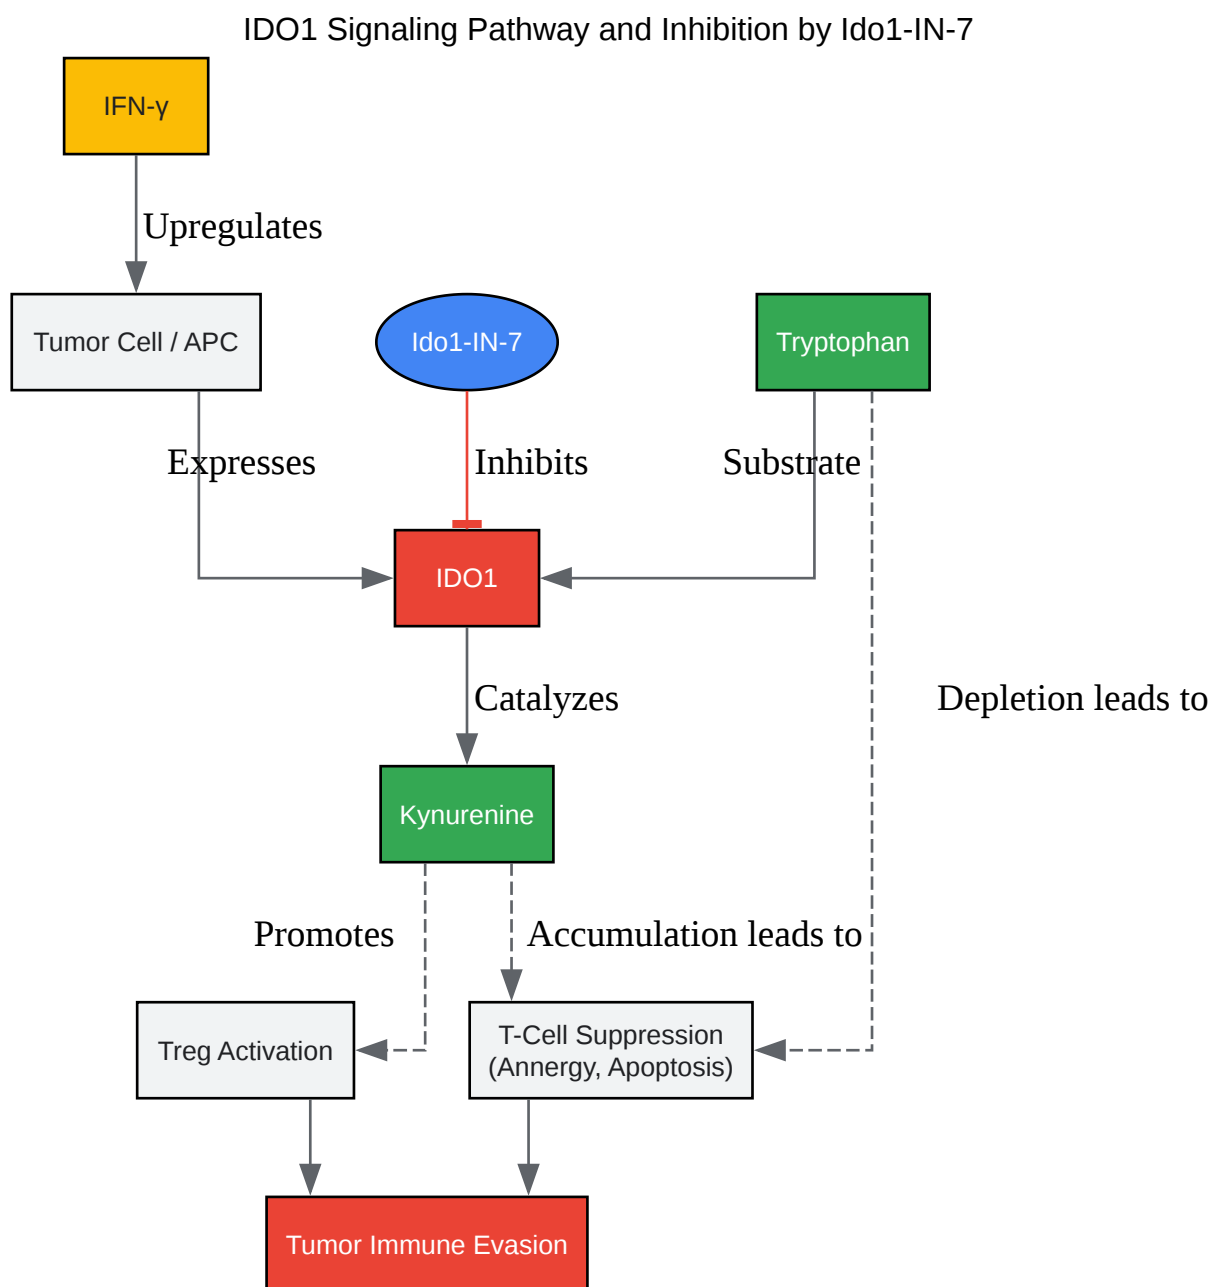 IDO1 Signaling Pathway and Inhibition by Ido1-IN-7
IFN-γ
Upregulates
Tumor Cell / APC
Ido1-IN-7
Tryptophan
Expresses
Inhibits
Substrate
IDO1
Catalyzes
Depletion leads to
Kynurenine
Promotes
Accumulation leads to
Treg Activation
T-Cell Suppression
(Annergy, Apoptosis)
Tumor Immune Evasion